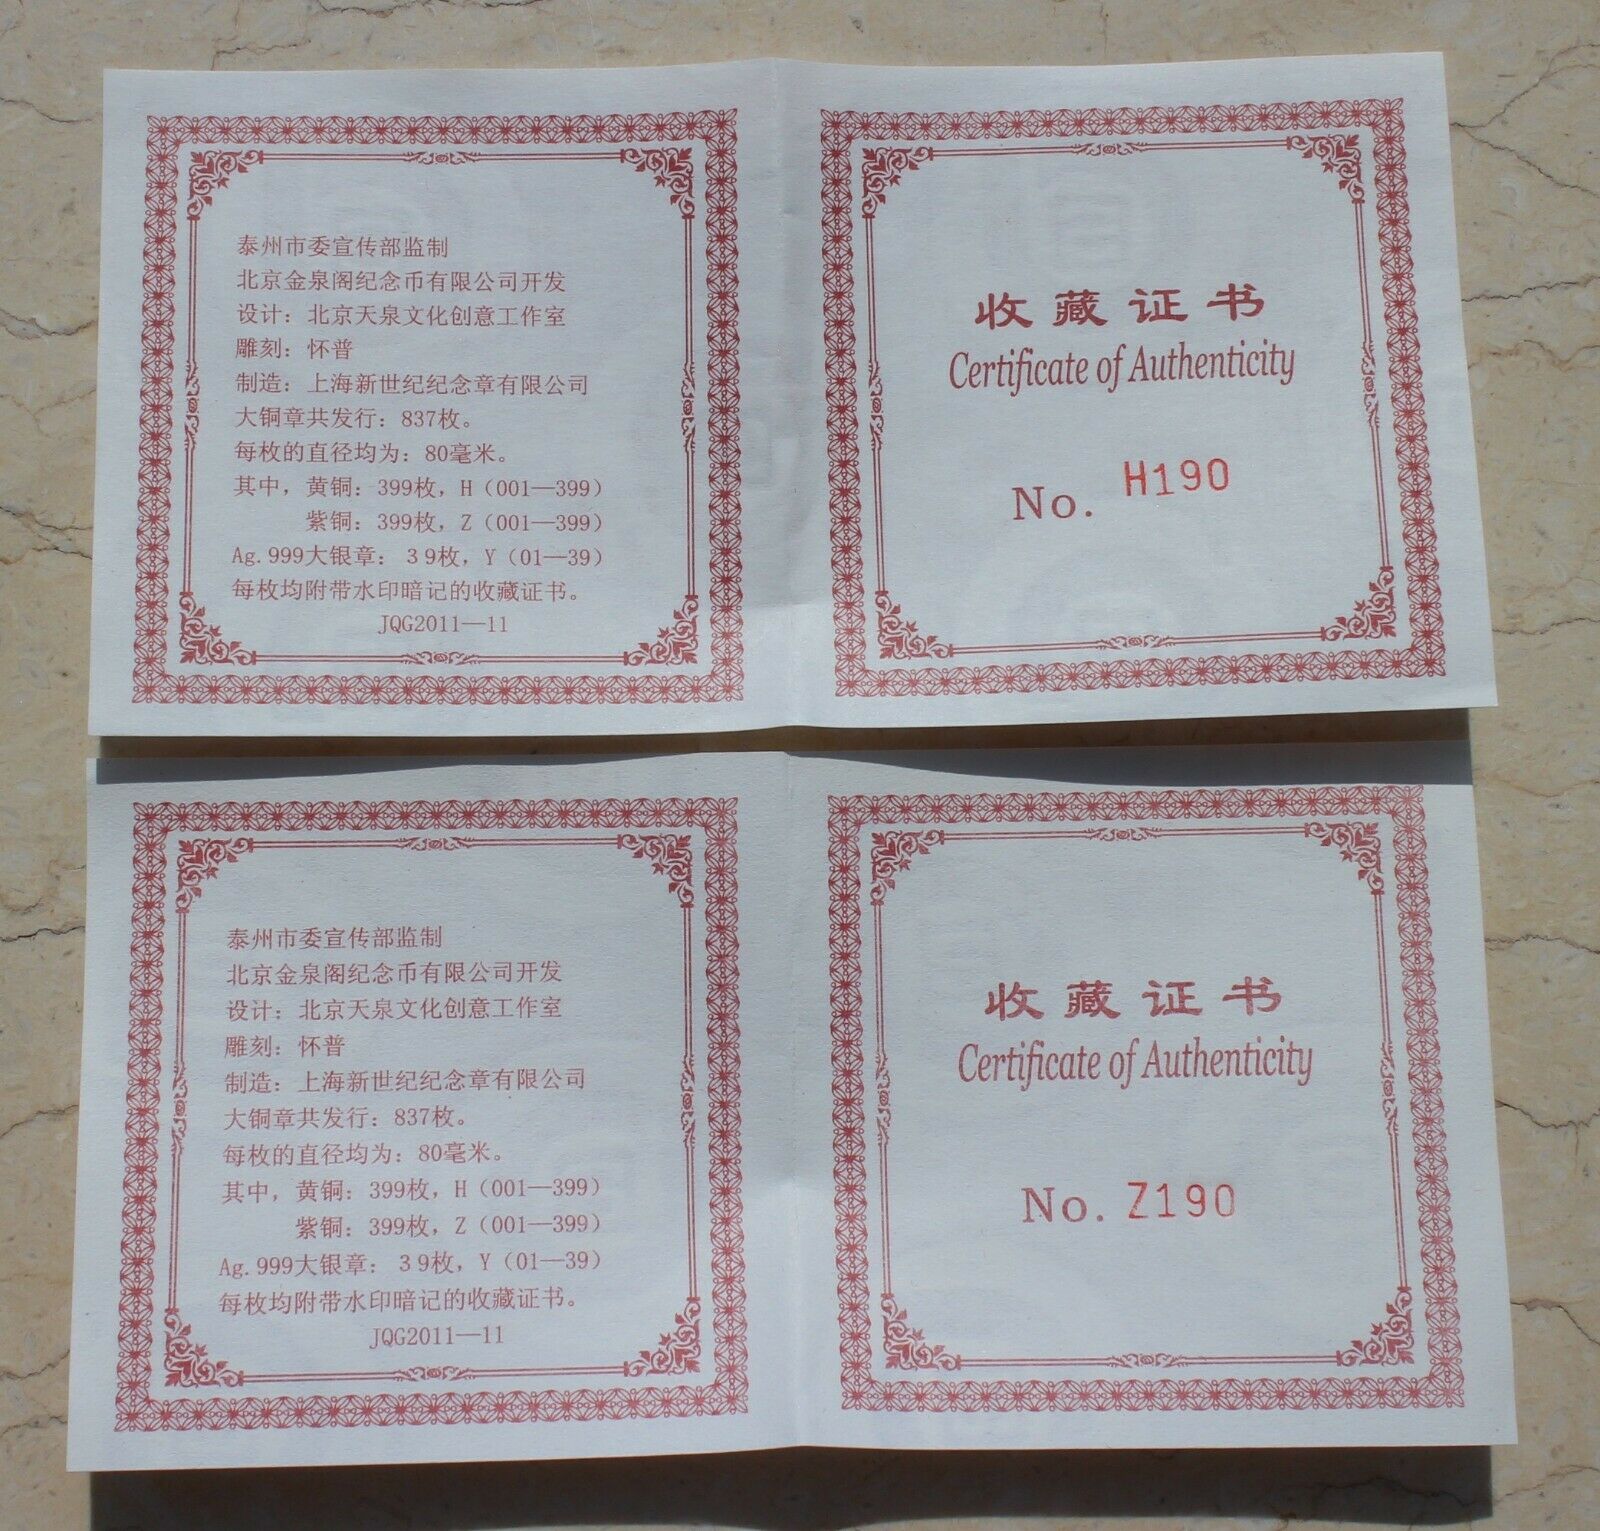 泰州市委宣传部监制
北京金泉阁纪念币有限公司开发
设计：北京天泉文化创意工作室
雕刻：怀普
制造：上海新世纪纪念章有限公司
大铜章共发行：837枚。
每枚的直径均为：80毫米。
其中，黄铜：399枚，H（001—399）
紫铜：399枚，Z（001—399）
Ag.999大银章：39枚，Y（01—39）
每枚均附带水印暗记的收藏证书。
JQG2011—11
收藏证书
Certificate of Authenticity
No. H190
泰州市委宣传部监制
北京金泉阁纪念币有限公司开发
设计：北京天泉文化创意工作室
雕刻：怀普
制造：上海新世纪纪念章有限公司
大铜章共发行：837枚。
每枚的直径均为：80毫米。
其中，黄铜：399枚，H（001—399）
紫铜：399枚，Z（001—399）
Ag.999大银章：39枚，Y（01—39）
每枚均附带水印暗记的收藏证书。
JQG2011—11
收藏证书
Certificate of Authenticity
No. Z190